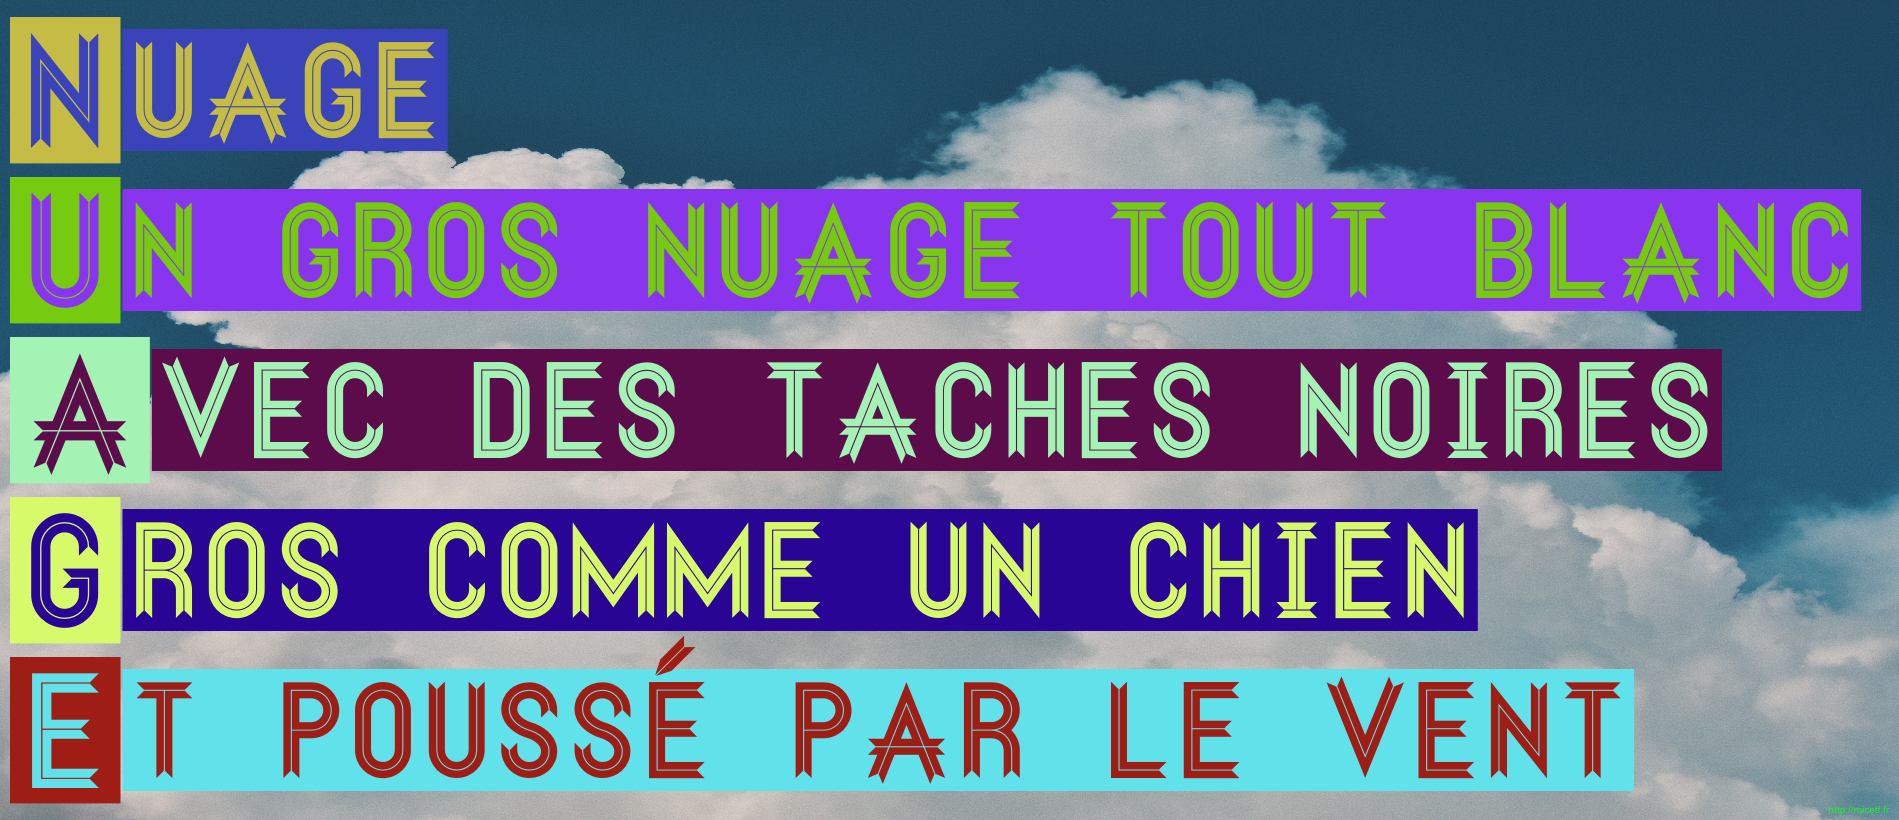 NUAGE
UN GROS NUAGE TOUT BLANC
AVEC DES TACHES NOIRES
GROS COMME UN CHIEN
ET POUSSÉ PAR LE VENT
http://micetf.fr